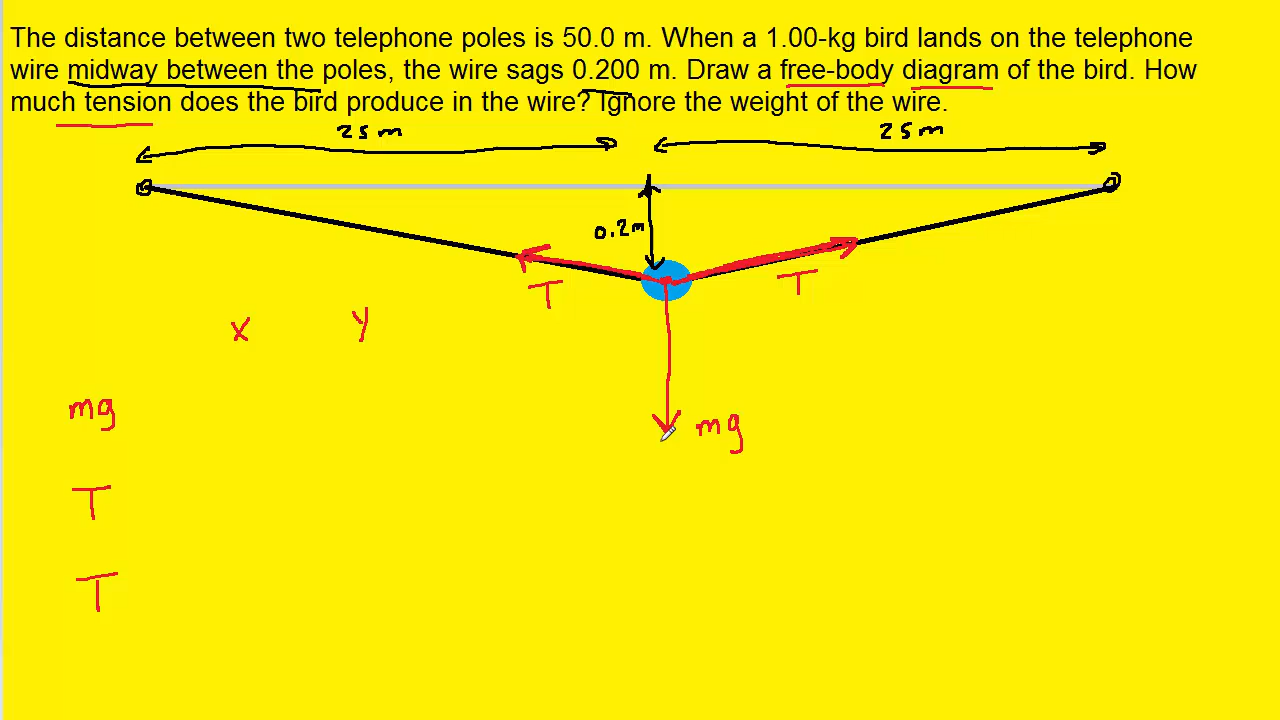 The distance between two telephone poles is 50.0 m. When a 1.00-kg bird lands on the telephone
wire midway between the poles, the wire sags 0.200 m. Draw a free-body diagram of the bird. How
much tension does the bird produce in the wire? Ignore the weight of the wire.
25m 25m
0.2m
T T
x y
mg mg
T
T